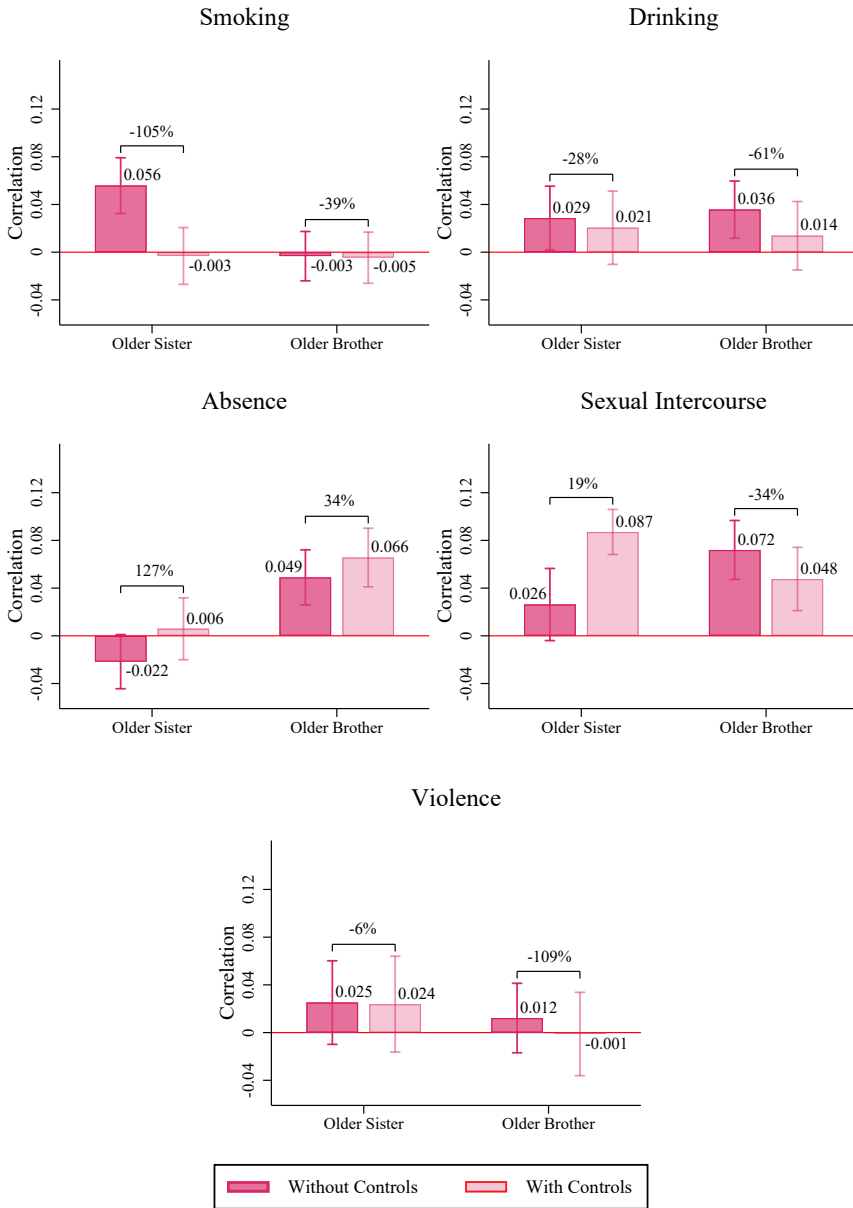 Smoking
Correlation
0.12
0.08
0.04
0
-0.04
-105%
0.056
-0.003
-39%
-0.003
-0.005
Older Sister
Older Brother
Drinking
Correlation
0.12
0.08
0.04
0
-0.04
-28%
0.029
0.021
-61%
0.036
0.014
Older Sister
Older Brother
Absence
Correlation
0.12
0.08
0.04
0
-0.04
127%
-0.022
0.006
34%
0.049
0.066
Older Sister
Older Brother
Sexual Intercourse
Correlation
0.12
0.08
0.04
0
-0.04
19%
0.026
0.087
-34%
0.072
0.048
Older Sister
Older Brother
Violence
Correlation
0.12
0.08
0.04
0
-0.04
-6%
0.025
0.024
-109%
0.012
-0.001
Older Sister
Older Brother
Without Controls
With Controls